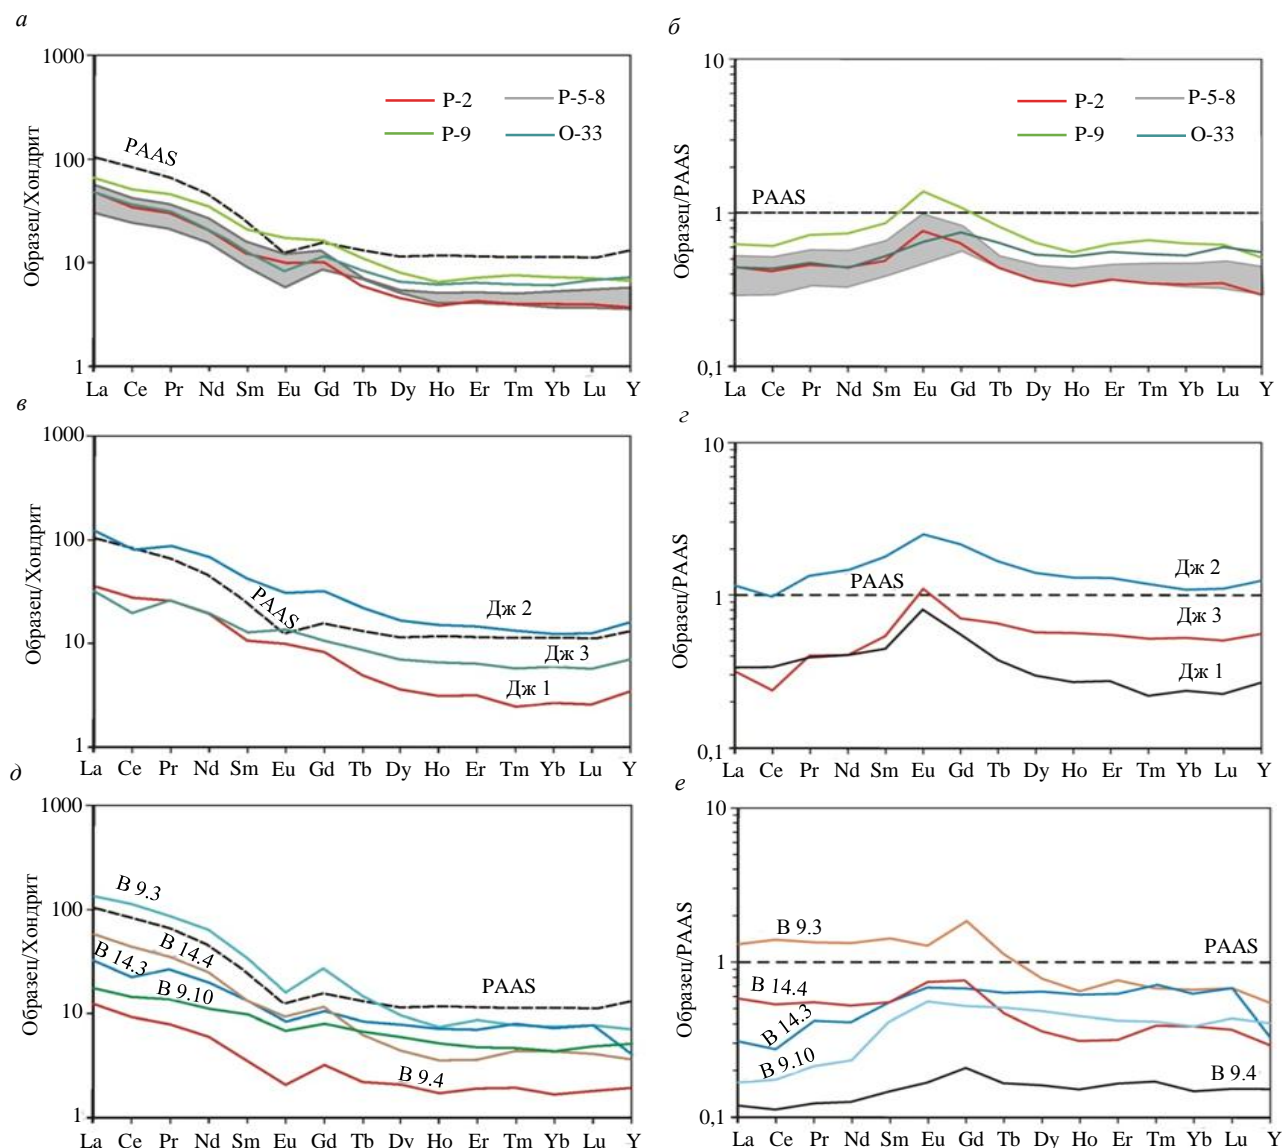 а
1000
100
10
1
Образец/Хондрит
PAAS
P-2
P-5-8
P-9
O-33
La Ce Pr Nd Sm Eu Gd Tb Dy Ho Er Tm Yb Lu Y
б
10
1
0,1
Образец/PAAS
PAAS
P-2
P-5-8
P-9
O-33
La Ce Pr Nd Sm Eu Gd Tb Dy Ho Er Tm Yb Lu Y
в
1000
100
10
1
Образец/Хондрит
PAAS
Дж 2
Дж 3
Дж 1
La Ce Pr Nd Sm Eu Gd Tb Dy Ho Er Tm Yb Lu Y
г
10
1
0,1
Образец/PAAS
PAAS
Дж 2
Дж 3
Дж 1
La Ce Pr Nd Sm Eu Gd Tb Dy Ho Er Tm Yb Lu Y
д
1000
100
10
1
Образец/Хондрит
В 9.3
В 14.4
В 14.3
В 9.10
PAAS
В 9.4
La Ce Pr Nd Sm Eu Gd Tb Dy Ho Er Tm Yb Lu Y
е
10
1
0,1
Образец/PAAS
В 9.3
PAAS
В 14.4
В 14.3
В 9.10
В 9.4
La Ce Pr Nd Sm Eu Gd Tb Dy Ho Er Tm Yb Lu Y